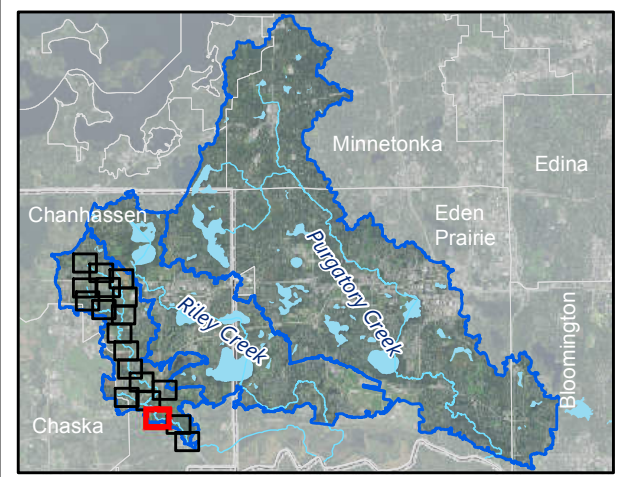 Minnetonka
Edina
Chanhassen
Eden
Prairie
Purgatory Creek
Riley Creek
Bloomington
Chaska